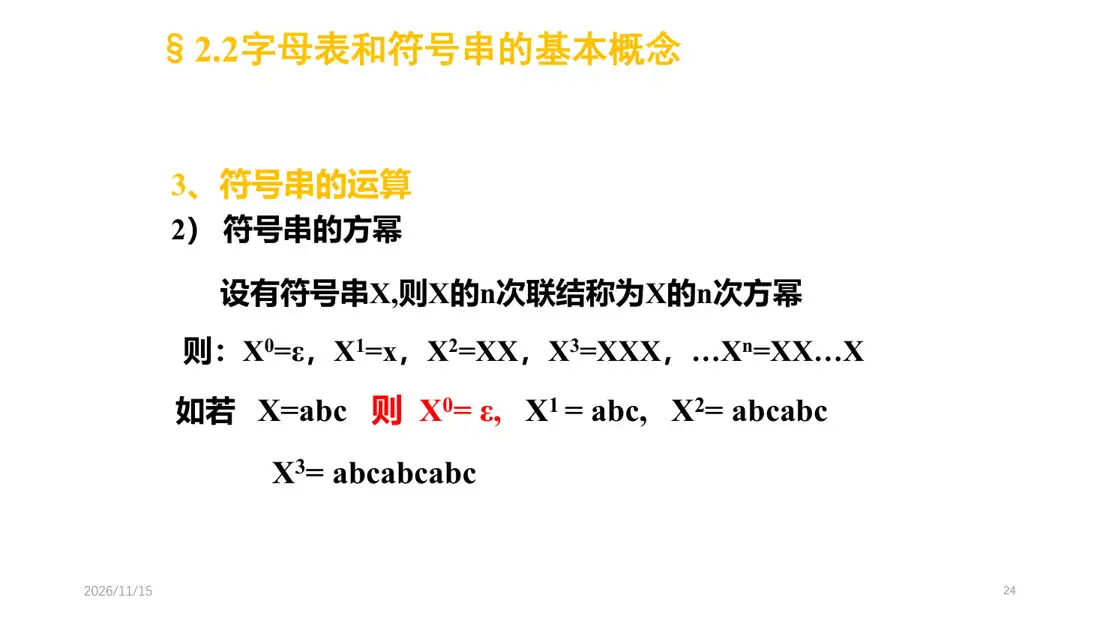 §2.2字母表和符号串的基本概念
3、符号串的运算
2） 符号串的方幂
设有符号串X,则X的n次联结称为X的n次方幂
则：X⁰=ε，X¹=x，X²=XX，X³=XXX，…Xⁿ=XX…X
如若 X=abc 则 X⁰= ε, X¹ = abc, X²= abcabc
X³= abcabcabc
2026/11/15
24